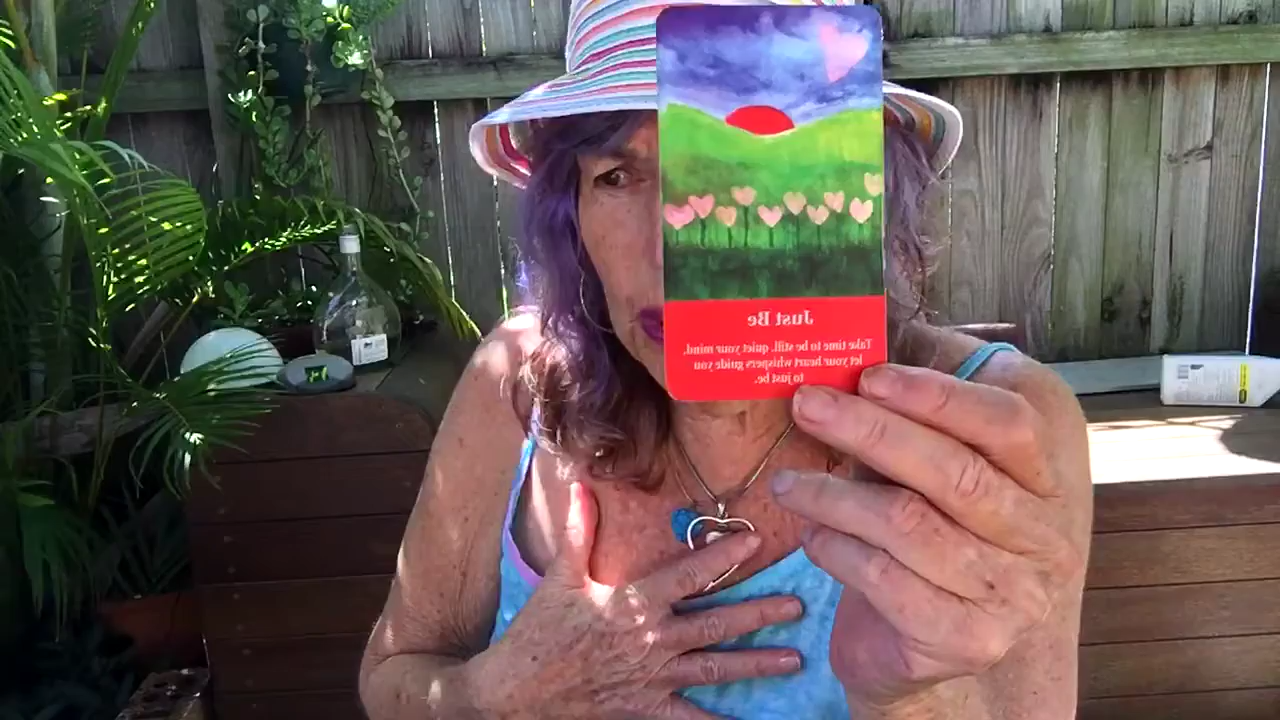 Just Be
Take time to be still, quiet your mind,
let your heart whispers guide you
to just be.